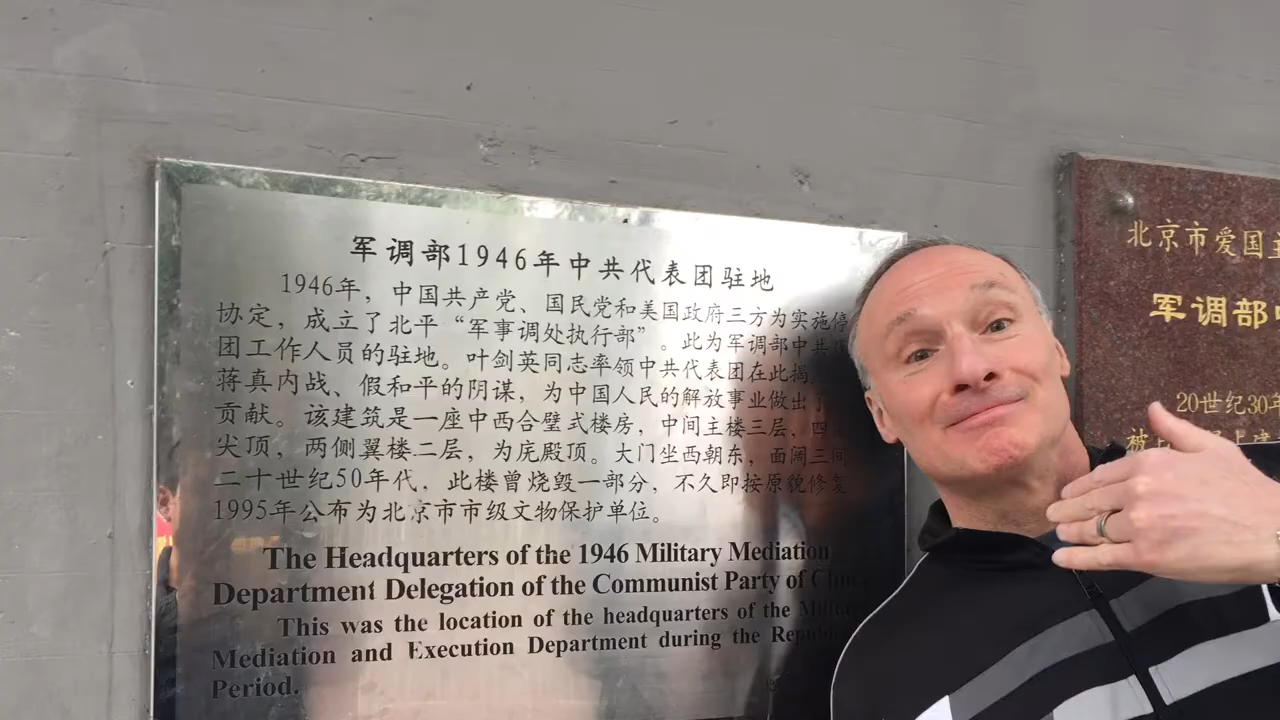 军调部1946年中共代表团驻地
1946年，中国共产党、国民党和美国政府三方为实施停
协定，成立了北平“军事调处执行部”。此为军调部中共
团工作人员的驻地。叶剑英同志率领中共代表团在此揭
蒋真内战、假和平的阴谋，为中国人民的解放事业做出了
贡献。该建筑是一座中西合璧式楼房，中间主楼三层，四
尖顶，两侧翼楼二层，为庑殿顶。大门坐西朝东，面阔三间
二十世纪50年代，此楼曾烧毁一部分，不久即按原貌修复
1995年公布为北京市市级文物保护单位。
The Headquarters of the 1946 Military Mediation
Department Delegation of the Communist Party of China
This was the location of the headquarters of the Military
Mediation and Execution Department during the
Period.
北京市爱国主
军调部
20世纪30年